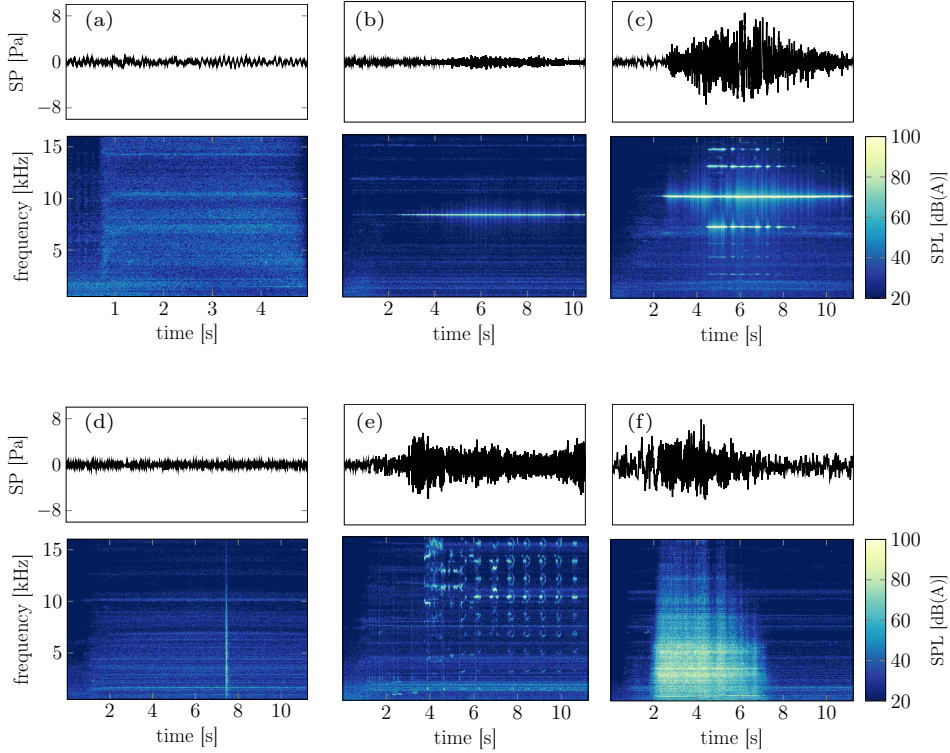 (a) (b) (c)
8
0
−8
SP [Pa]
15
10
5
frequency [kHz]
1 2 3 4
time [s]
2 4 6 8 10
time [s]
2 4 6 8 10
time [s]
100
80
60
40
20
SPL [dB(A)]
(d) (e) (f)
8
0
−8
SP [Pa]
15
10
5
frequency [kHz]
2 4 6 8 10
time [s]
2 4 6 8 10
time [s]
2 4 6 8 10
time [s]
100
80
60
40
20
SPL [dB(A)]